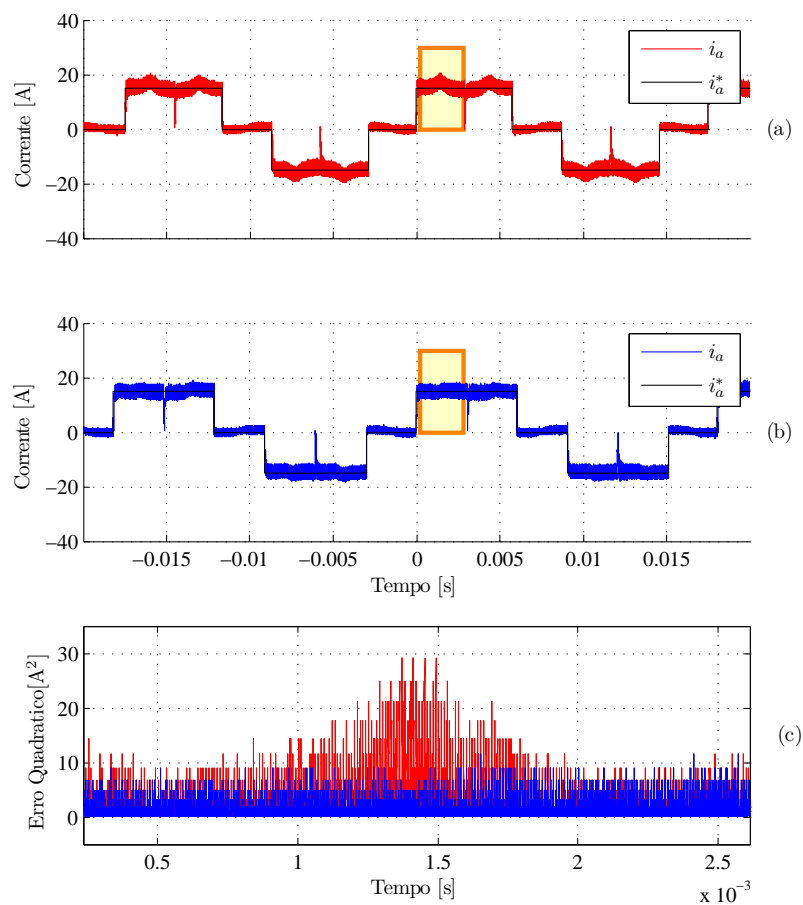 40
20
0
−20
−40
Corrente [A]
i_a
i_a^*
(a)
40
20
0
−20
−40
Corrente [A]
i_a
i_a^*
(b)
−0.015 −0.01 −0.005 0 0.005 0.01 0.015
Tempo [s]
30
20
10
0
Erro Quadratico[A²]
(c)
0.5 1 1.5 2 2.5
Tempo [s]
x 10⁻³